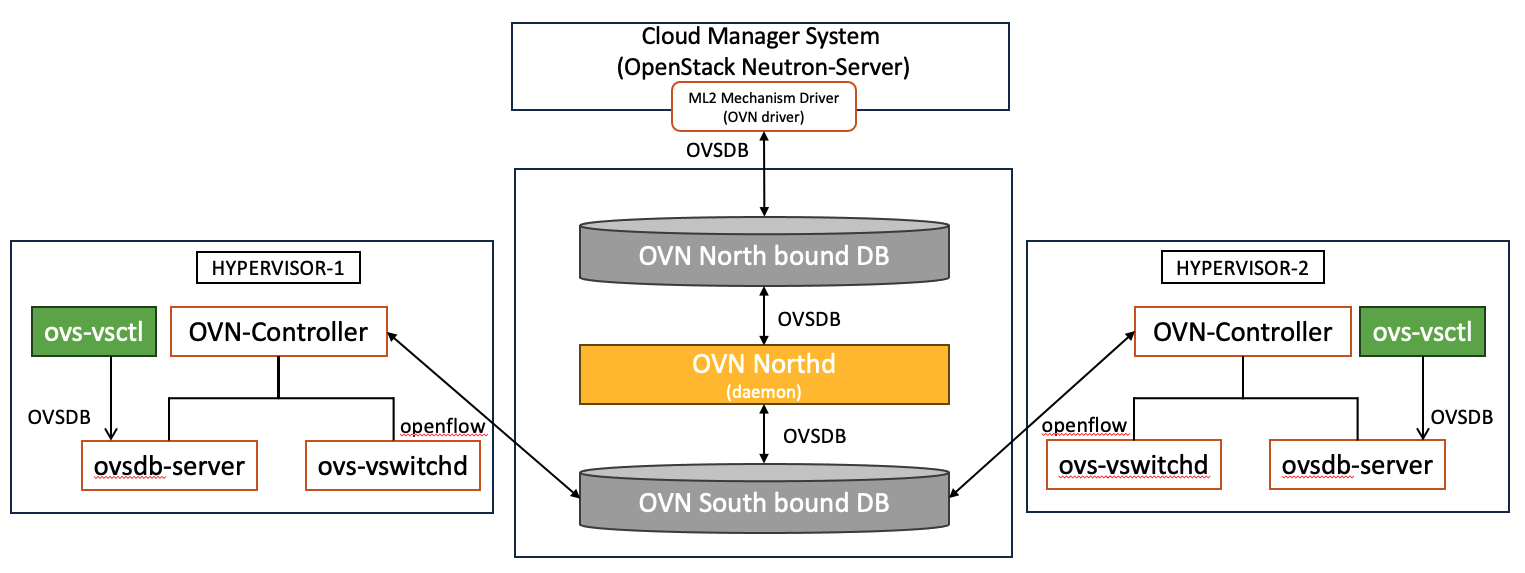 Cloud Manager System
(OpenStack Neutron-Server)
ML2 Mechanism Driver
(OVN driver)
OVSDB
HYPERVISOR-1
ovs-vsctl
OVN-Controller
OVSDB
openflow
ovsdb-server
ovs-vswitchd
OVN North bound DB
OVSDB
OVN Northd
(daemon)
OVSDB
OVN South bound DB
HYPERVISOR-2
OVN-Controller
ovs-vsctl
openflow
OVSDB
ovs-vswitchd
ovsdb-server